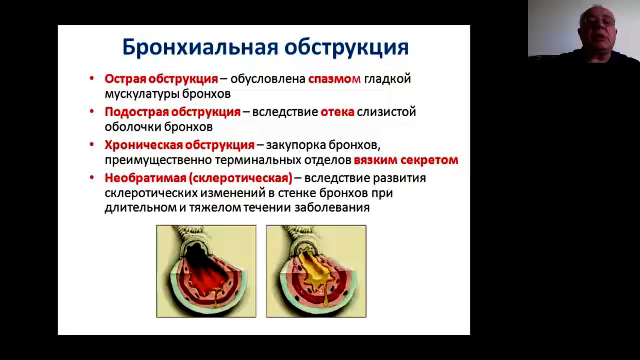 Бронхиальная обструкция
• Острая обструкция – обусловлена спазмом гладкой
мускулатуры бронхов
• Подострая обструкция – вследствие отека слизистой
оболочки бронхов
• Хроническая обструкция – закупорка бронхов,
преимущественно терминальных отделов вязким секретом
• Необратимая (склеротическая) – вследствие развития
склеротических изменений в стенке бронхов при
длительном и тяжелом течении заболевания